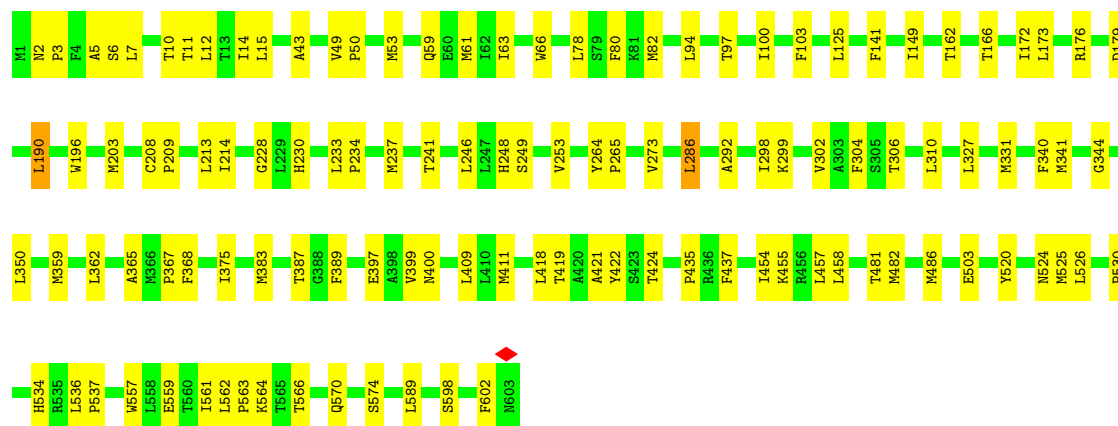 M1 N2 P3 F4 A5 S6 L7 T10 T11 L12 T13 I14 L15 A43 V49 P50 M53 Q59 E60 M61 I62 I63 W66 L78 S79 F80 K81 M82 L94 T97 I100 F103 L125 F141 I149 T162 T166 I172 L173 R176
L190 W196 M203 C208 P209 L213 I214 G228 L229 H230 L233 P234 M237 T241 L246 L247 H248 S249 V253 Y264 P265 V273 L286 A292 I298 K299 V302 A303 F304 S305 T306 L310 L327 M331 F340 M341 G344
L350 M359 L362 A365 M366 P367 F368 I375 M383 T387 G388 F389 E397 A398 V399 N400 L409 L410 M411 L418 T419 A420 A421 Y422 S423 T424 P435 R436 F437 I454 K455 R456 L457 L458 T481 M482 M486 E503 Y520 N524 M525 L526
H534 R535 L536 P537 W557 L558 E559 T560 I561 L562 P563 K564 T565 T566 Q570 S574 L589 S598 F602 N603